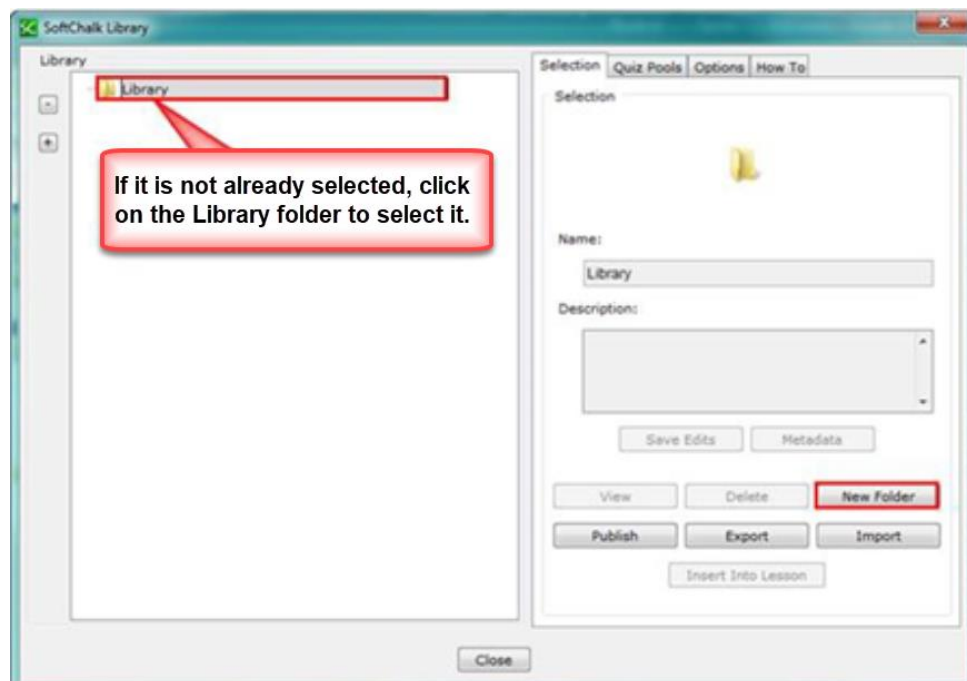 SC SoftChalk Library
x
Library
Selection Quiz Pools Options How To
Library
Selection
-
+
If it is not already selected, click
on the Library folder to select it.
Name:
Library
Description:
Save Edits Metadata
View Delete New Folder
Publish Export Import
Insert Into Lesson
Close